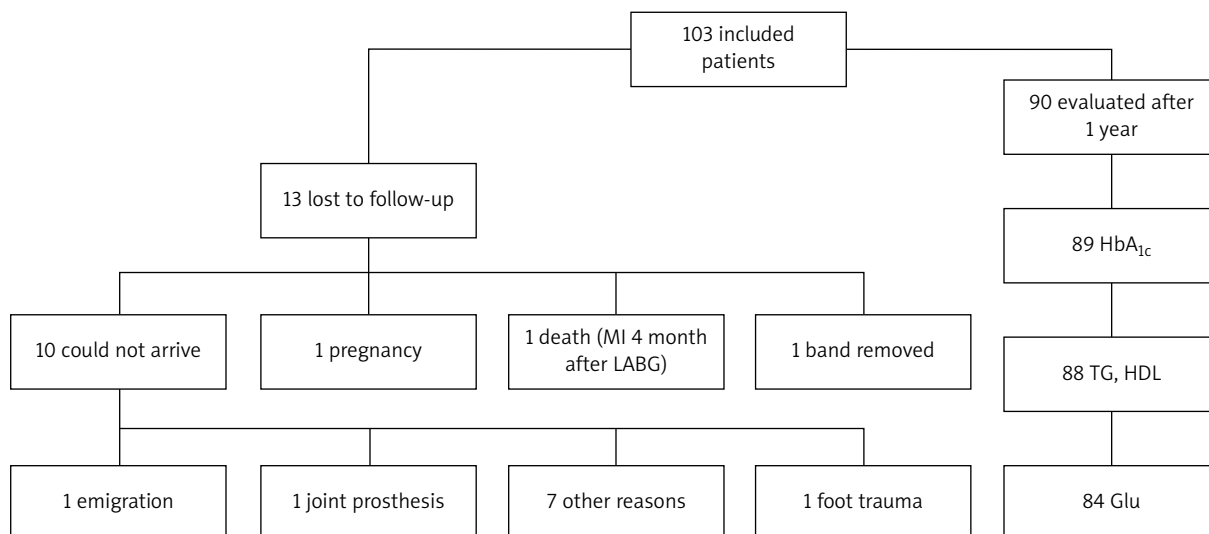 103 included
patients
90 evaluated after
1 year
13 lost to follow-up
89 HbA1c
10 could not arrive
1 pregnancy
1 death (MI 4 month
after LABG)
1 band removed
88 TG, HDL
1 emigration
1 joint prosthesis
7 other reasons
1 foot trauma
84 Glu